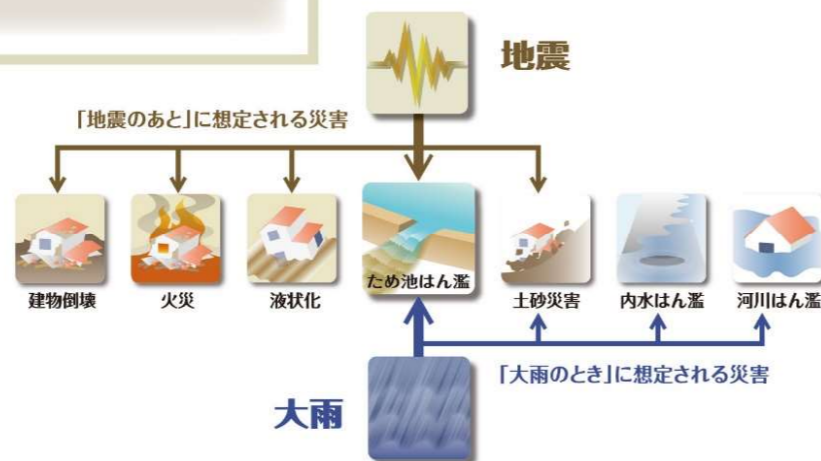 地震
「地震のあと」に想定される災害
建物倒壊
火災
液状化
ため池はん濫
土砂災害
内水はん濫
河川はん濫
「大雨のとき」に想定される災害
大雨